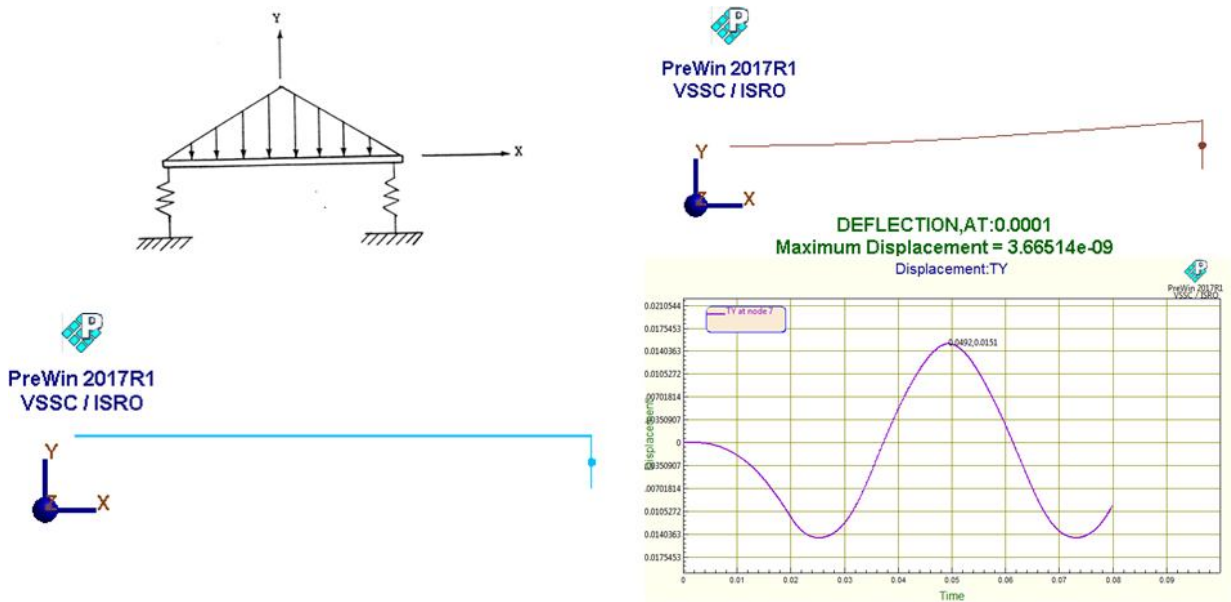 Y
X
PreWin 2017R1
VSSC / ISRO
Y
Z
X
PreWin 2017R1
VSSC / ISRO
Y
Z
X
DEFLECTION,AT:0.0001
Maximum Displacement = 3.66514e-09
Displacement:TY
PreWin 2017R1
VSSC / ISRO
TY at node 7
0.0492;0.0151
0.0210544
0.0175453
0.0140363
0.0105272
.00701814
.00350907
0
.00350907
.00701814
0.0105272
0.0140363
0.0175453
Displacement
0 0.01 0.02 0.03 0.04 0.05 0.06 0.07 0.08 0.09
Time